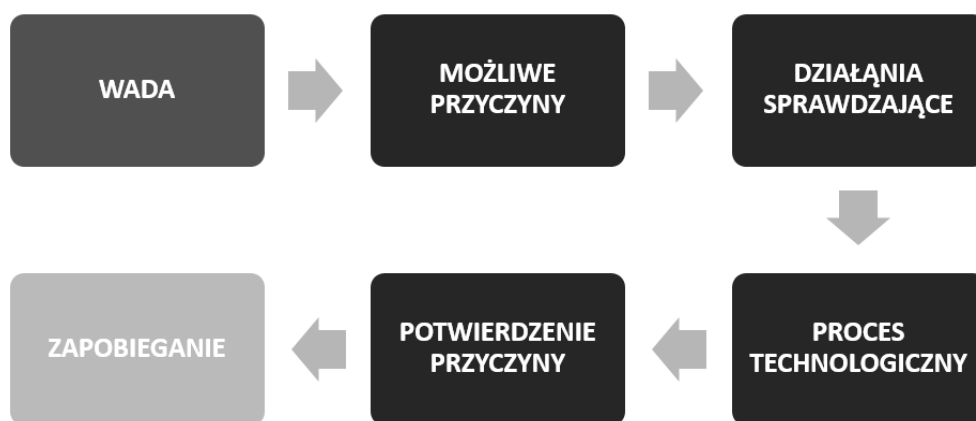 WADA
MOŻLIWE
PRZYCZYNY
DZIAŁĄNIA
SPRAWDZAJĄCE
PROCES
TECHNOLOGICZNY
POTWIERDZENIE
PRZYCZYNY
ZAPOBIEGANIE